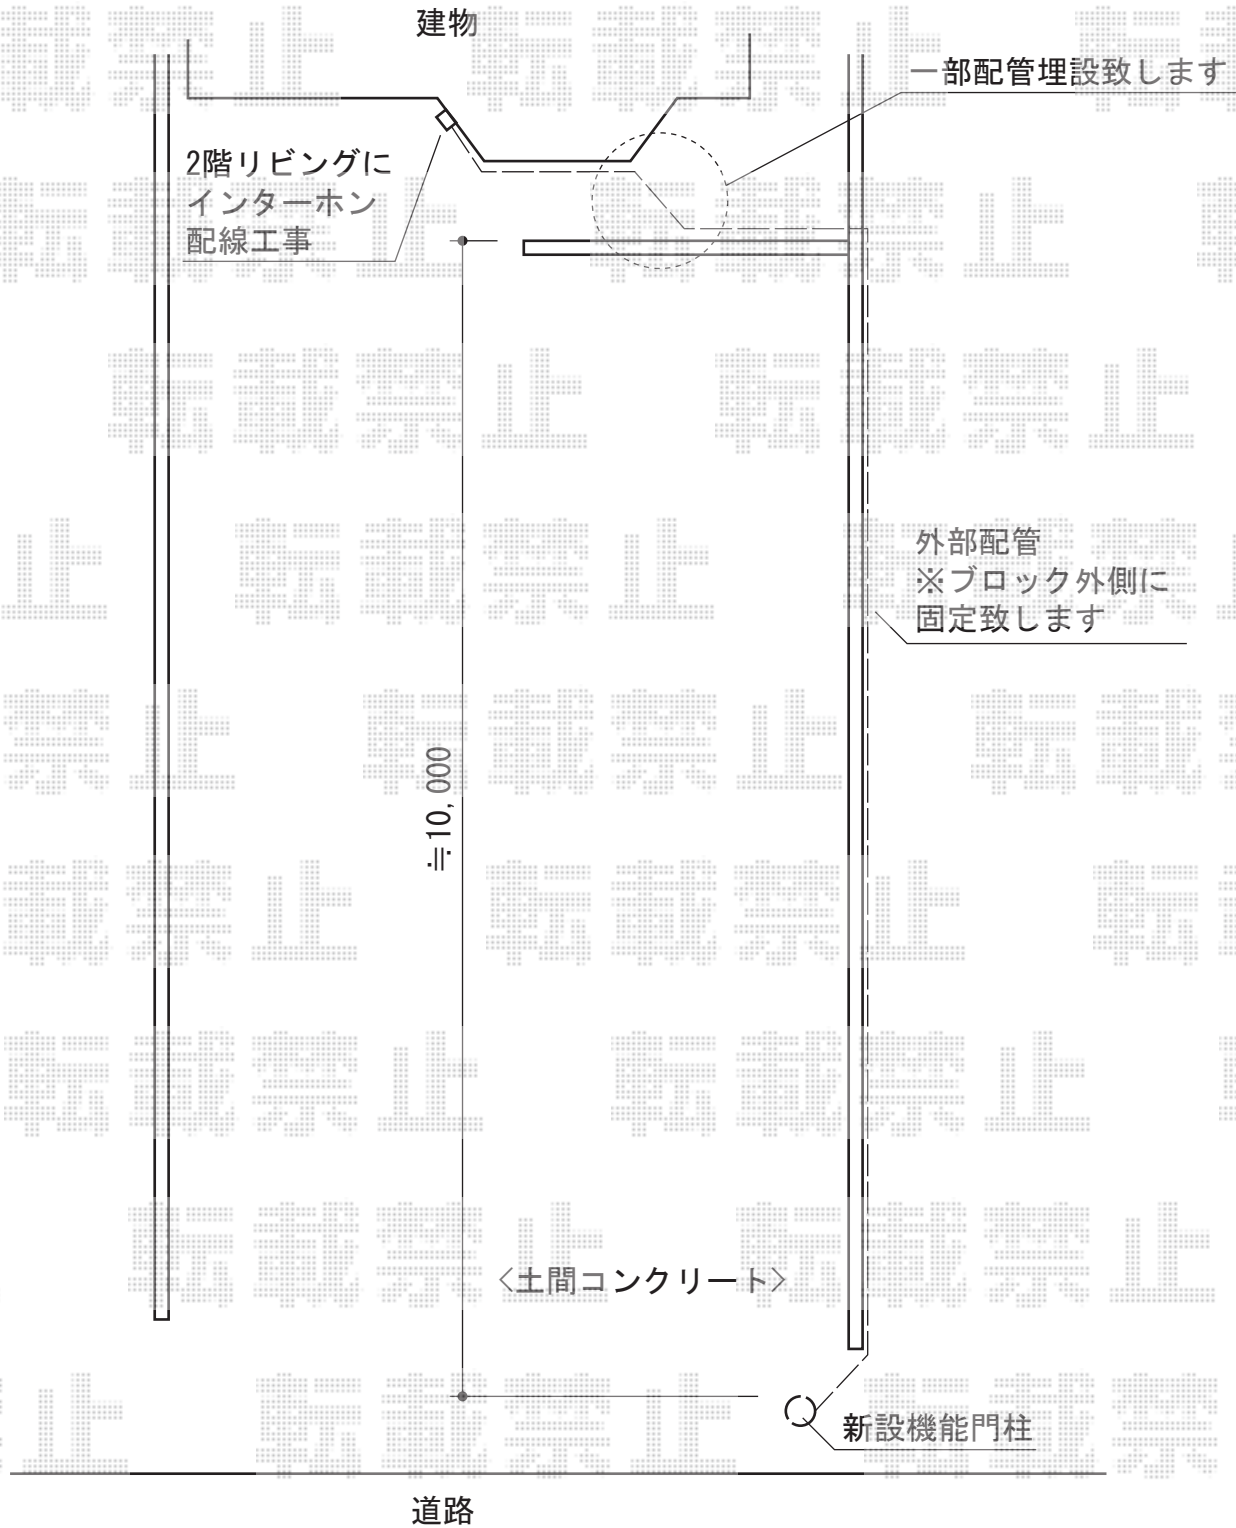 建物
一部配管埋設致します
2階リビングに
インターホン
配線工事
外部配管
※ブロック外側に
固定致します
≒10,000
〈土間コンクリート〉
新設機能門柱
道路
転載禁止